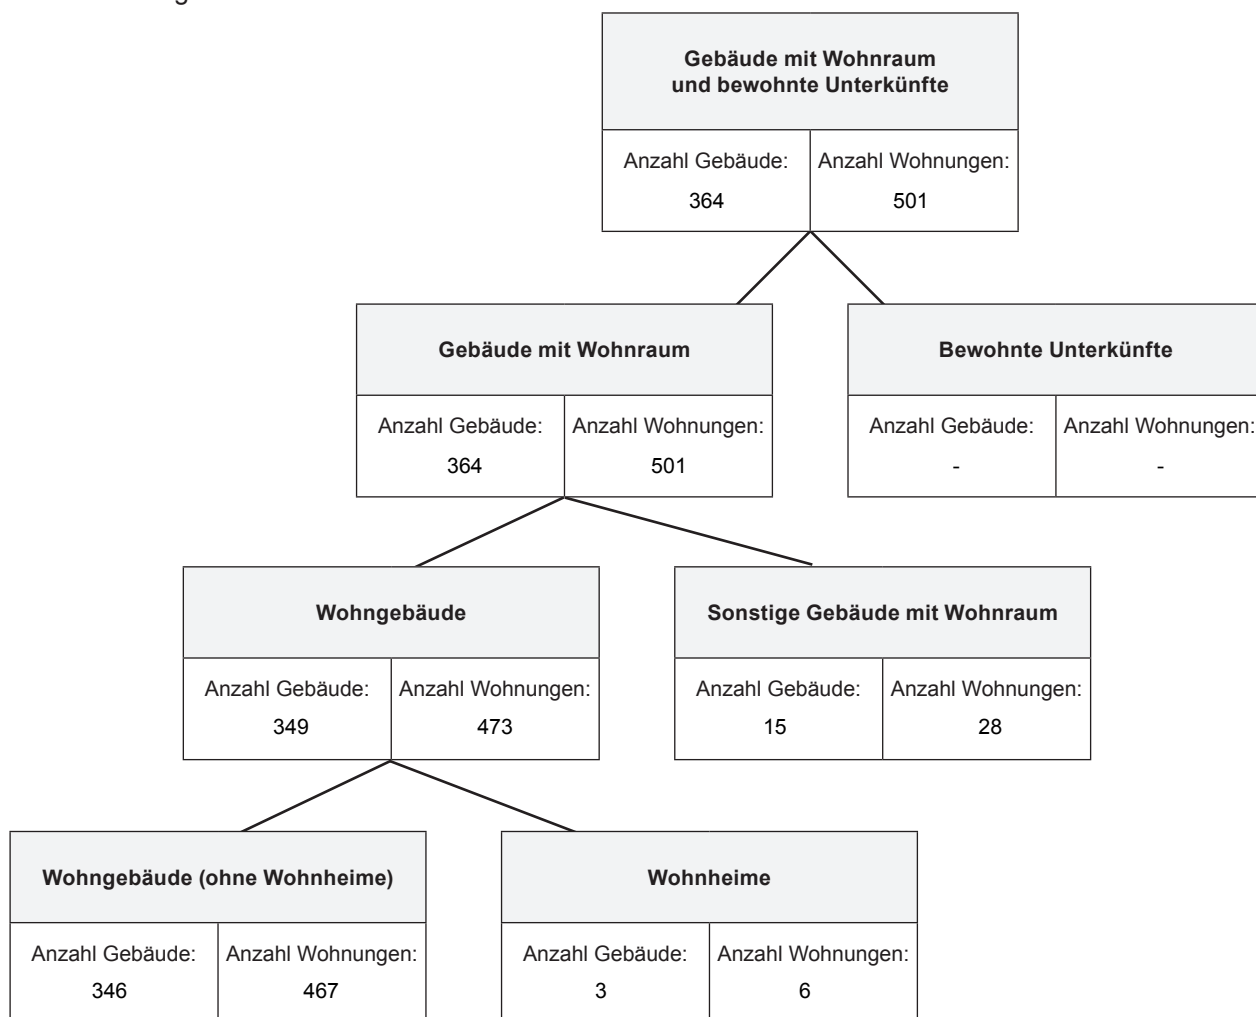 Gebäude mit Wohnraum
und bewohnte Unterkünfte
Anzahl Gebäude: Anzahl Wohnungen:
364 501
Gebäude mit Wohnraum Bewohnte Unterkünfte
Anzahl Gebäude: Anzahl Wohnungen: Anzahl Gebäude: Anzahl Wohnungen:
364 501 - -
Wohngebäude Sonstige Gebäude mit Wohnraum
Anzahl Gebäude: Anzahl Wohnungen: Anzahl Gebäude: Anzahl Wohnungen:
349 473 15 28
Wohngebäude (ohne Wohnheime) Wohnheime
Anzahl Gebäude: Anzahl Wohnungen: Anzahl Gebäude: Anzahl Wohnungen:
346 467 3 6